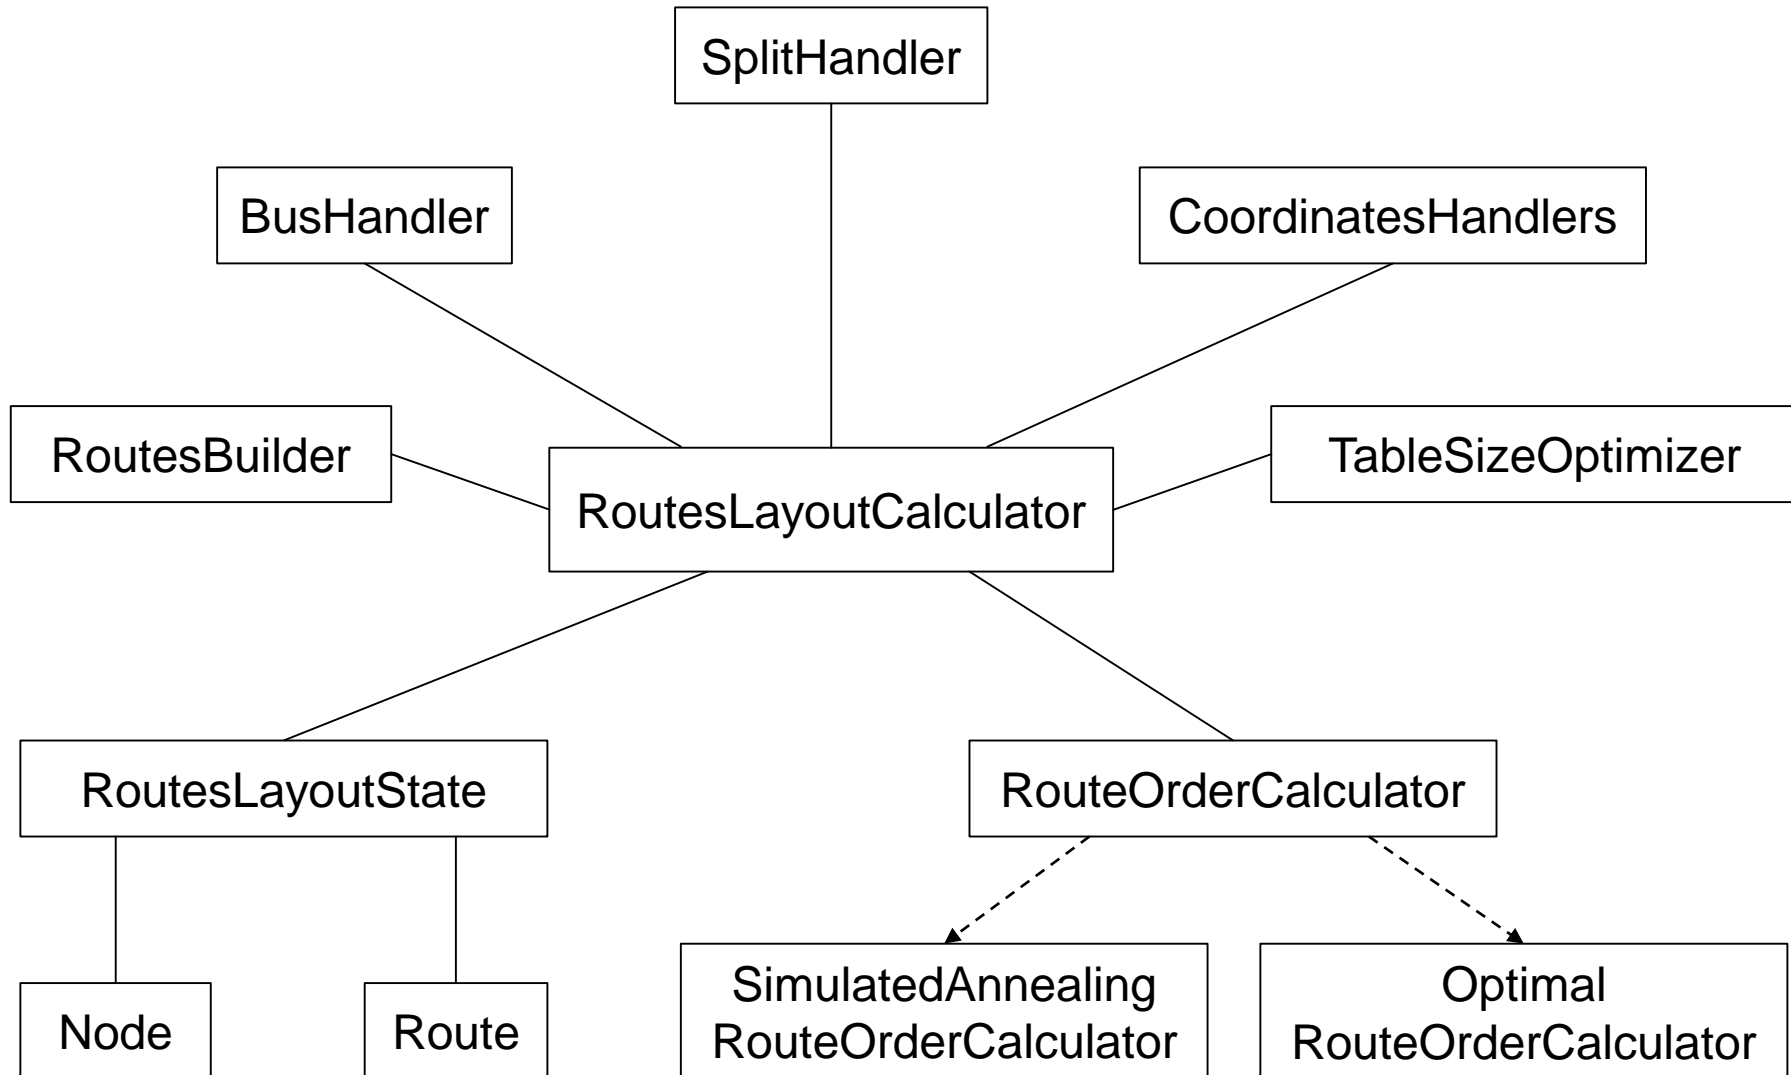 SplitHandler
BusHandler
CoordinatesHandlers
RoutesBuilder
RoutesLayoutCalculator
TableSizeOptimizer
RoutesLayoutState
RouteOrderCalculator
Node
Route
SimulatedAnnealing
RouteOrderCalculator
Optimal
RouteOrderCalculator